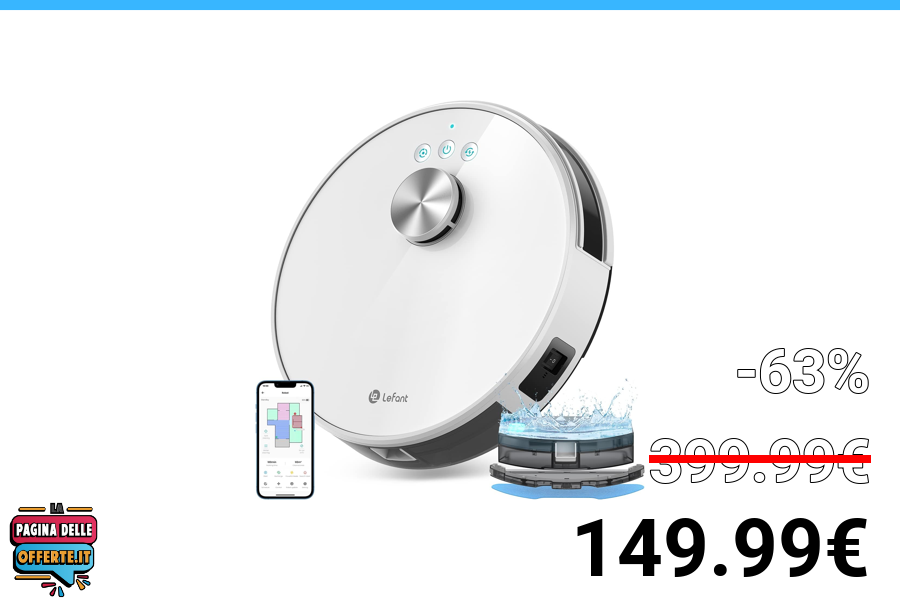 Lefant
-63%
399.99€
149.99€
LA
PAGINA DELLE
OFFERTE.IT